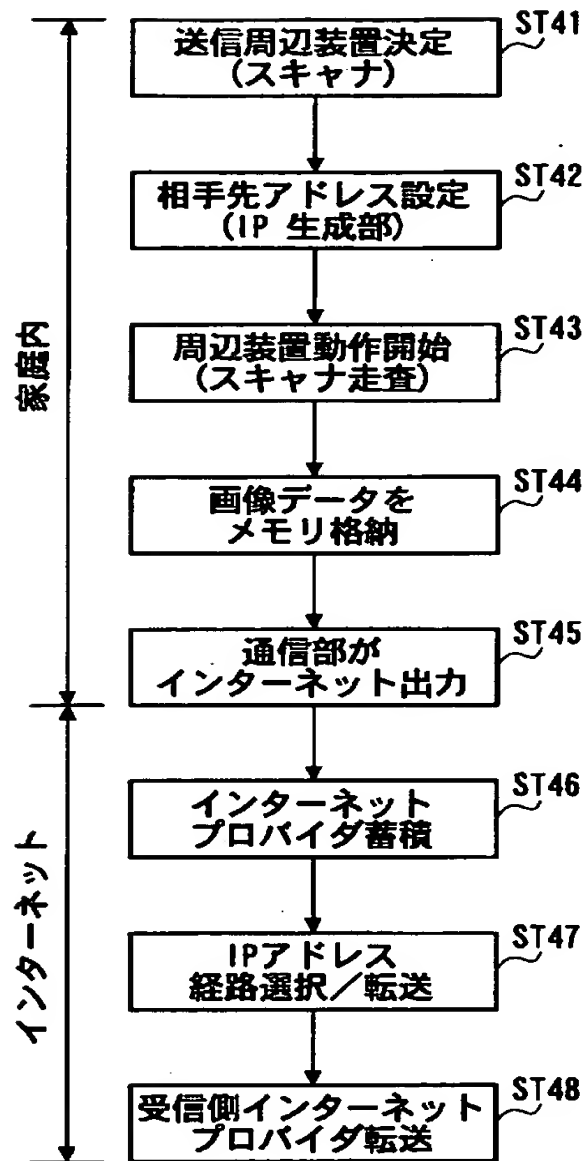 ST41
送信周辺装置決定
(スキャナ)
ST42
相手先アドレス設定
(IP 生成部)
ST43
周辺装置動作開始
(スキャナ走査)
ST44
画像データを
メモリ格納
ST45
通信部が
インターネット出力
家庭内
ST46
インターネット
プロバイダ蓄積
ST47
IPアドレス
経路選択/転送
ST48
受信側インターネット
プロバイダ転送
インターネット